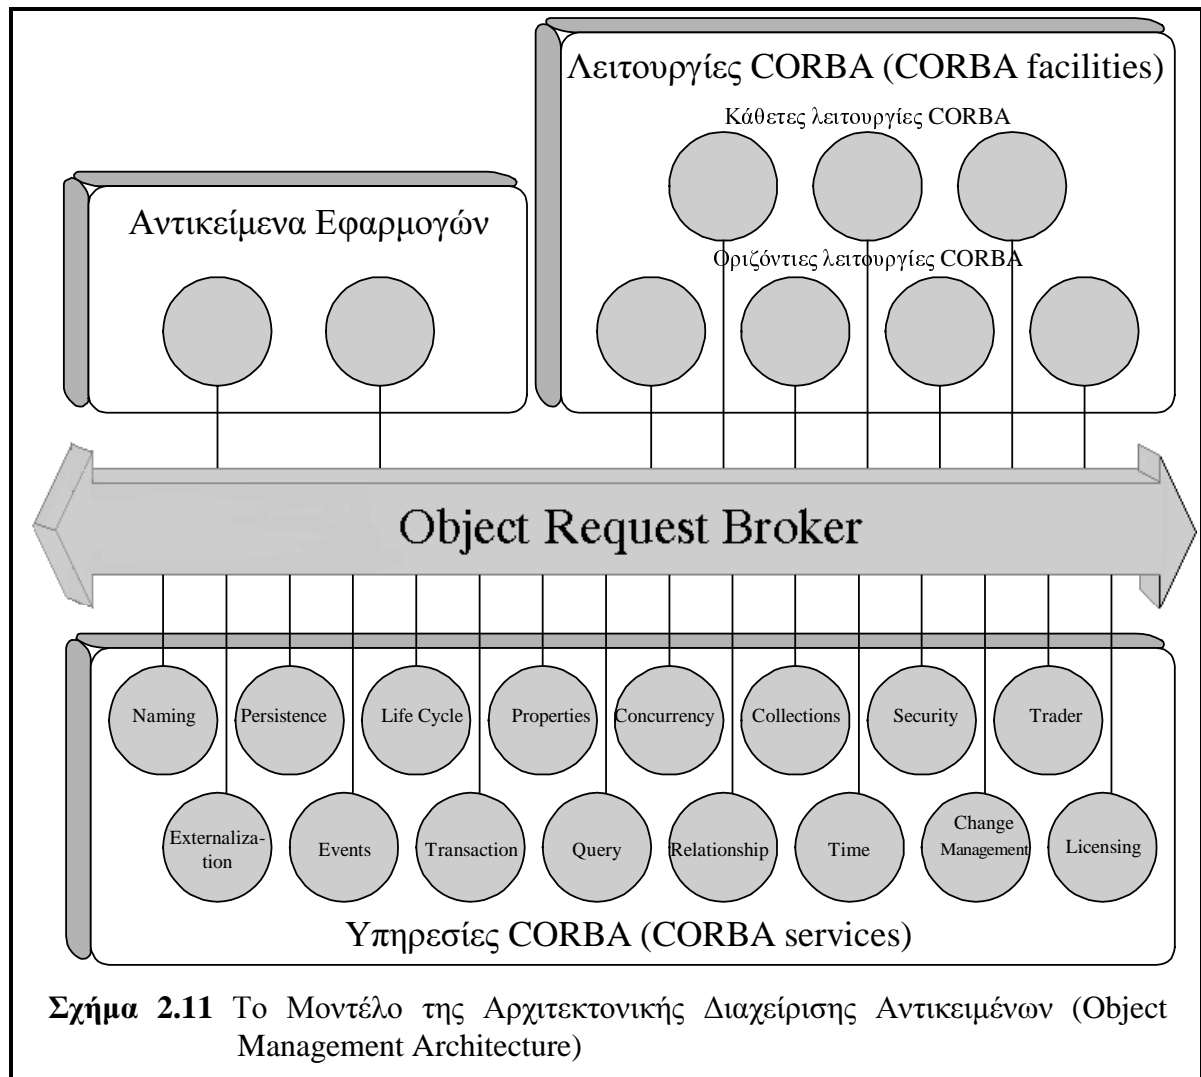 Λειτουργίες CORBA (CORBA facilities)
Κάθετες λειτουργίες CORBA
Αντικείμενα Εφαρμογών
Οριζόντιες λειτουργίες CORBA
Object Request Broker
Naming
Persistence
Life Cycle
Properties
Concurrency
Collections
Security
Trader
Externaliza-
tion
Events
Transaction
Query
Relationship
Time
Change
Management
Licensing
Υπηρεσίες CORBA (CORBA services)
Σχήμα 2.11 Το Μοντέλο της Αρχιτεκτονικής Διαχείρισης Αντικειμένων (Object
Management Architecture)